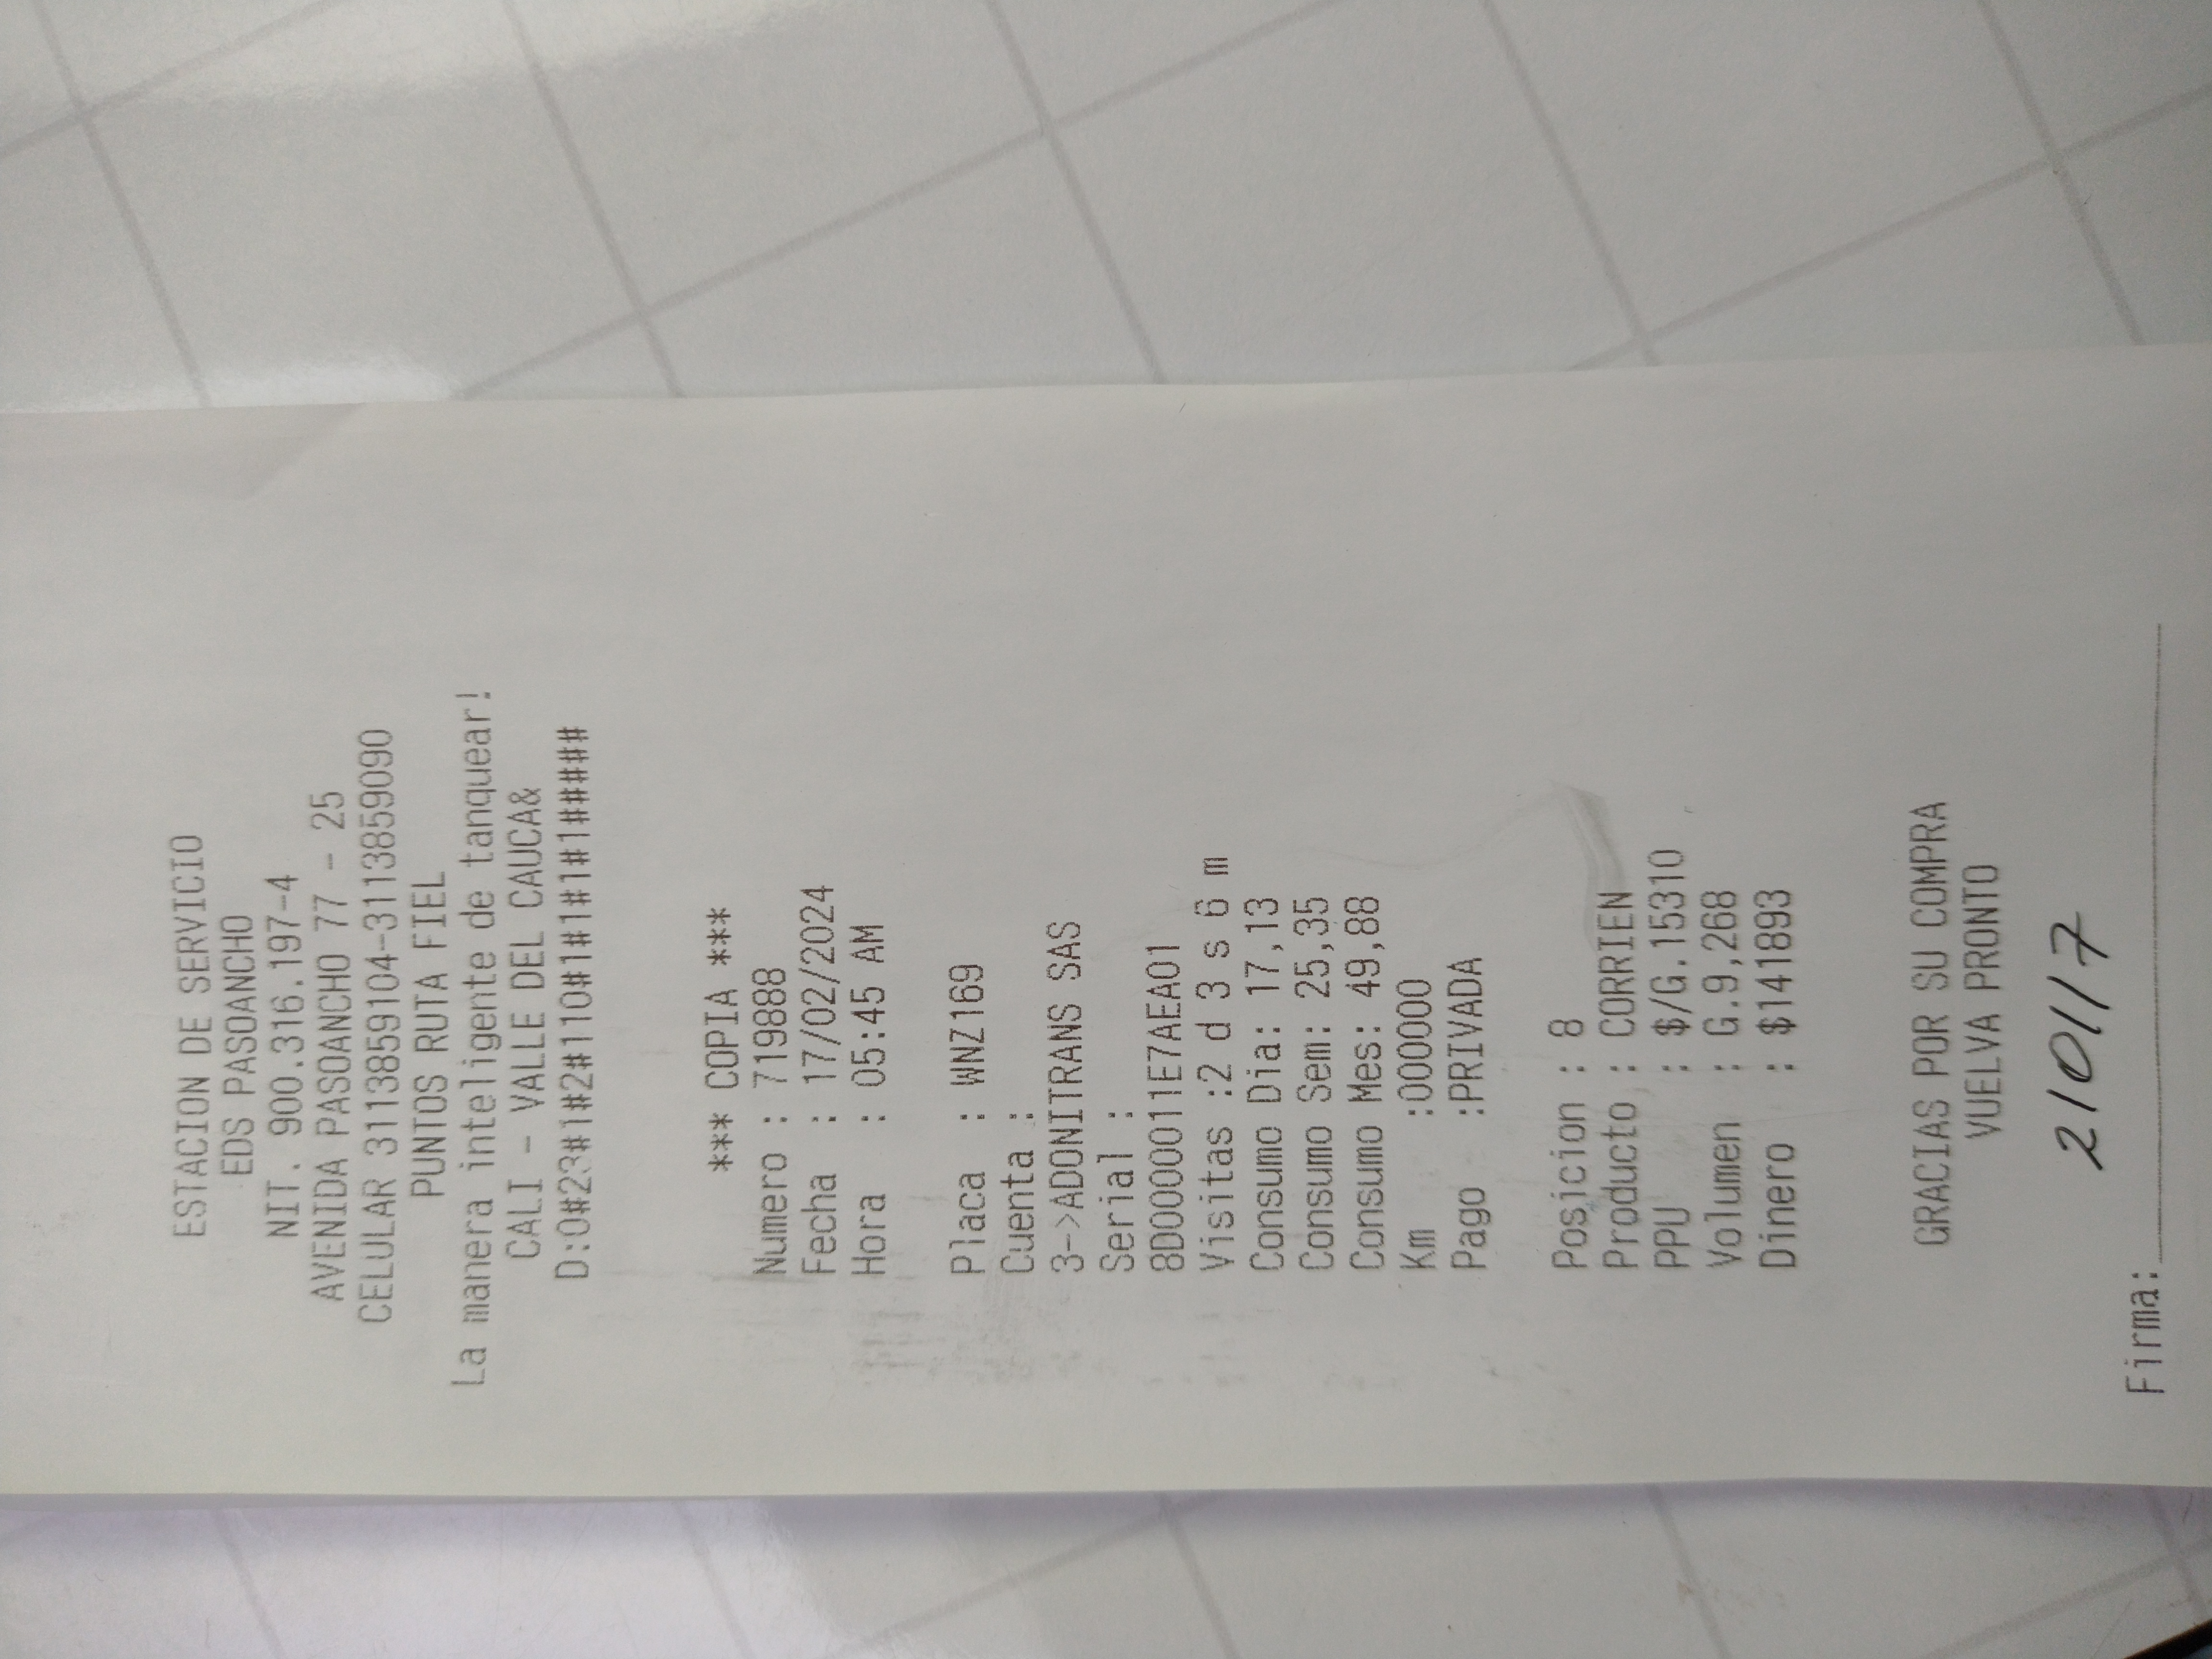 ESTACION DE SERVICIO
EDS PASOANCHO
NIT. 900.316.197-4
AVENIDA PASOANCHO 77 - 25
CELULAR 3113859104-3113859090
PUNTOS RUTA FIEL
La manera inteligente de tanquear!
CALI - VALLE DEL CAUCA&
D:0#23#1#2#110#1#1#1#1#####
*** COPIA ***
Numero : 719888
Fecha : 17/02/2024
Hora : 05:45 AM
Placa : WNZ169
Cuenta :
3->ADONITRANS SAS
Serial :
8D0000011E7AEA01
Visitas :2 d 3 s 6 m
Consumo Dia: 17,13
Consumo Sem: 25,35
Consumo Mes: 49,88
Km :000000
Pago :PRIVADA
Posicion : 8
Producto : CORRIEN
PPU : $/G.15310
Volumen : G.9,268
Dinero : $141893
GRACIAS POR SU COMPRA
VUELVA PRONTO
210117
Firma: